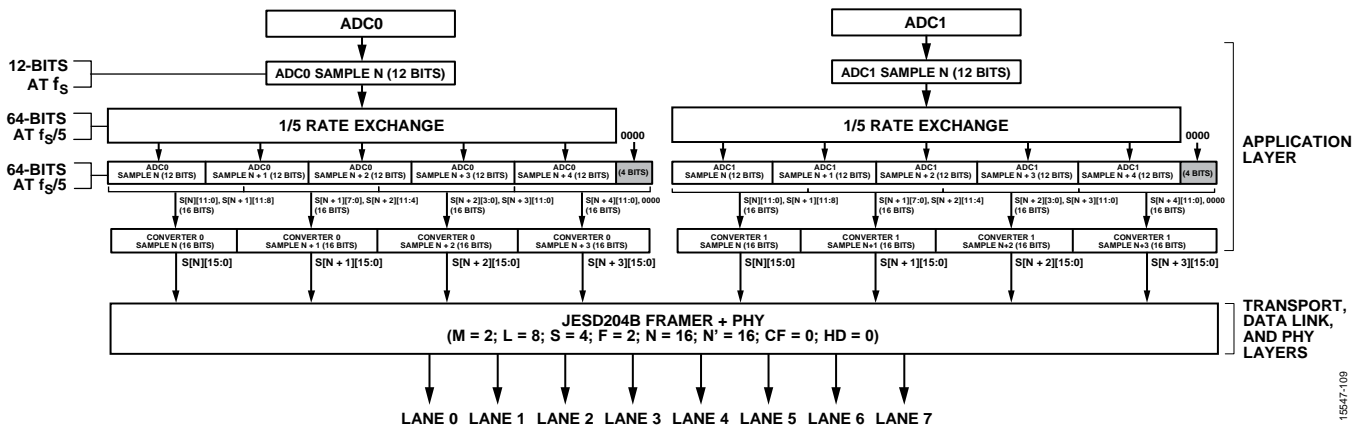 ADC0
ADC1
12-BITS
AT fS
ADC0 SAMPLE N (12 BITS)
ADC1 SAMPLE N (12 BITS)
64-BITS
AT fS/5
1/5 RATE EXCHANGE
0000
1/5 RATE EXCHANGE
0000
APPLICATION
LAYER
64-BITS
AT fS/5
ADC0
SAMPLE N (12 BITS)
ADC0
SAMPLE N + 1 (12 BITS)
ADC0
SAMPLE N + 2 (12 BITS)
ADC0
SAMPLE N + 3 (12 BITS)
ADC0
SAMPLE N + 4 (12 BITS)
(4 BITS)
ADC1
SAMPLE N (12 BITS)
ADC1
SAMPLE N + 1 (12 BITS)
ADC1
SAMPLE N + 2 (12 BITS)
ADC1
SAMPLE N + 3 (12 BITS)
ADC1
SAMPLE N + 4 (12 BITS)
(4 BITS)
S[N][11:0], S[N + 1][11:8]
(16 BITS)
S[N + 1][7:0], S[N + 2][11:4]
(16 BITS)
S[N + 2][3:0], S[N + 3][11:0]
(16 BITS)
S[N + 4][11:0], 0000
(16 BITS)
S[N][11:0], S[N + 1][11:8]
(16 BITS)
S[N + 1][7:0], S[N + 2][11:4]
(16 BITS)
S[N + 2][3:0], S[N + 3][11:0]
(16 BITS)
S[N + 4][11:0], 0000
(16 BITS)
CONVERTER 0
SAMPLE N (16 BITS)
CONVERTER 0
SAMPLE N + 1 (16 BITS)
CONVERTER 0
SAMPLE N + 2 (16 BITS)
CONVERTER 0
SAMPLE N + 3 (16 BITS)
CONVERTER 1
SAMPLE N (16 BITS)
CONVERTER 1
SAMPLE N+1 (16 BITS)
CONVERTER 1
SAMPLE N+2 (16 BITS)
CONVERTER 1
SAMPLE N+3 (16 BITS)
S[N][15:0]
S[N + 1][15:0]
S[N + 2][15:0]
S[N + 3][15:0]
S[N][15:0]
S[N + 1][15:0]
S[N + 2][15:0]
S[N + 3][15:0]
JESD204B FRAMER + PHY
(M = 2; L = 8; S = 4; F = 2; N = 16; N' = 16; CF = 0; HD = 0)
TRANSPORT,
DATA LINK,
AND PHY
LAYERS
LANE 0
LANE 1
LANE 2
LANE 3
LANE 4
LANE 5
LANE 6
LANE 7
15547-109